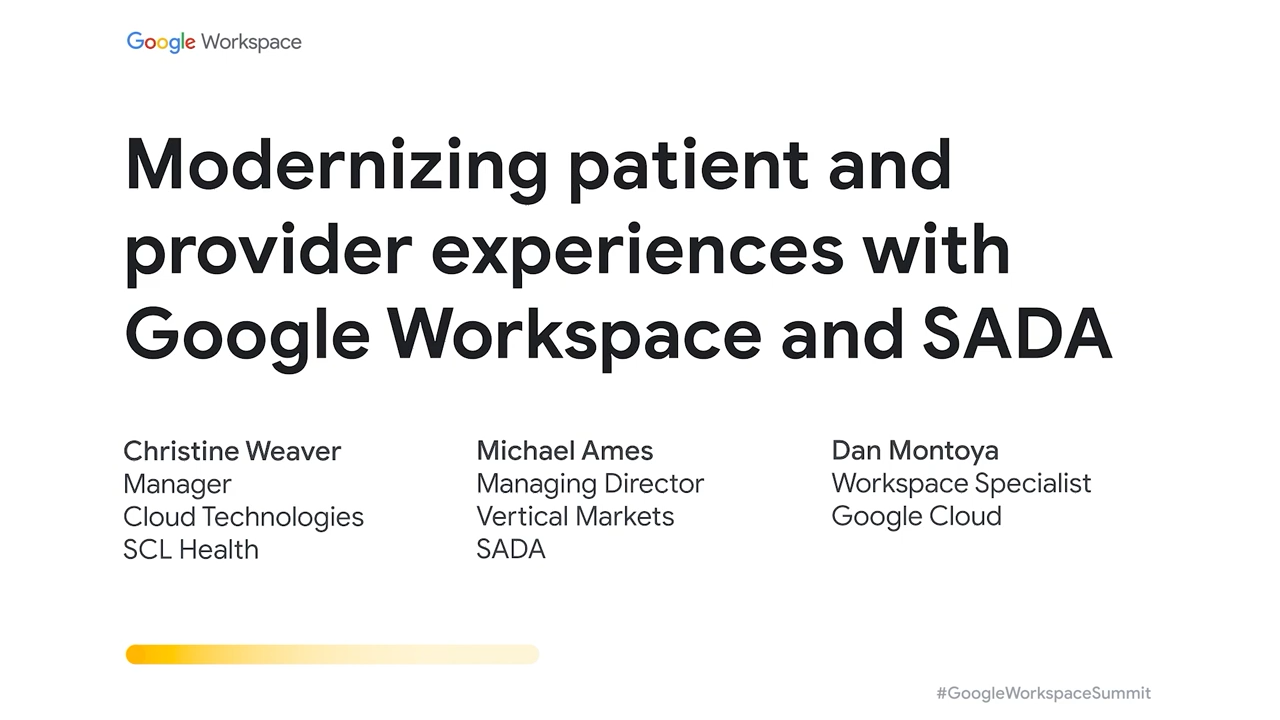 Google Workspace
Modernizing patient and
provider experiences with
Google Workspace and SADA
Christine Weaver
Manager
Cloud Technologies
SCL Health
Michael Ames
Managing Director
Vertical Markets
SADA
Dan Montoya
Workspace Specialist
Google Cloud
#GoogleWorkspaceSummit